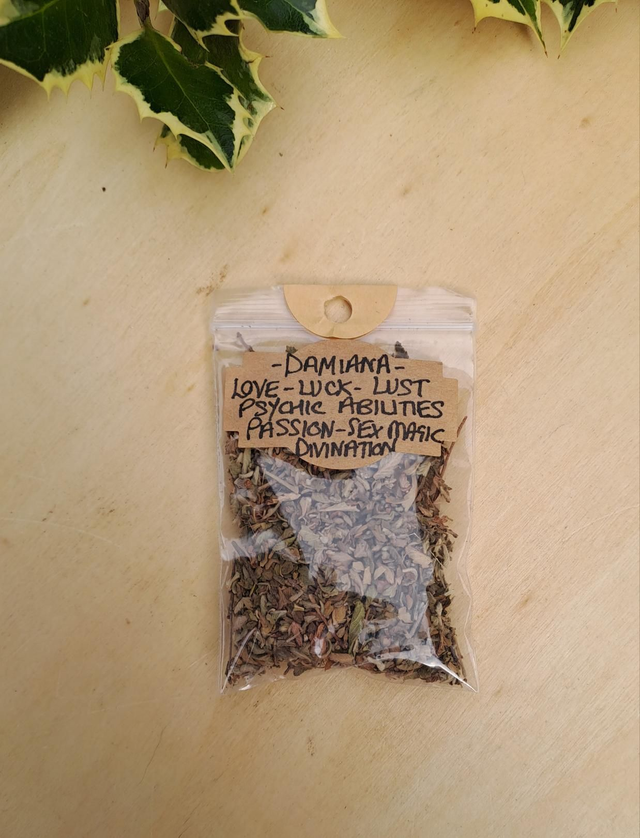 -DAMIANA-
LOVE-LUCK-LUST
PSYCHIC ABILITIES
PASSION-SEX MAGIC
DIVINATION